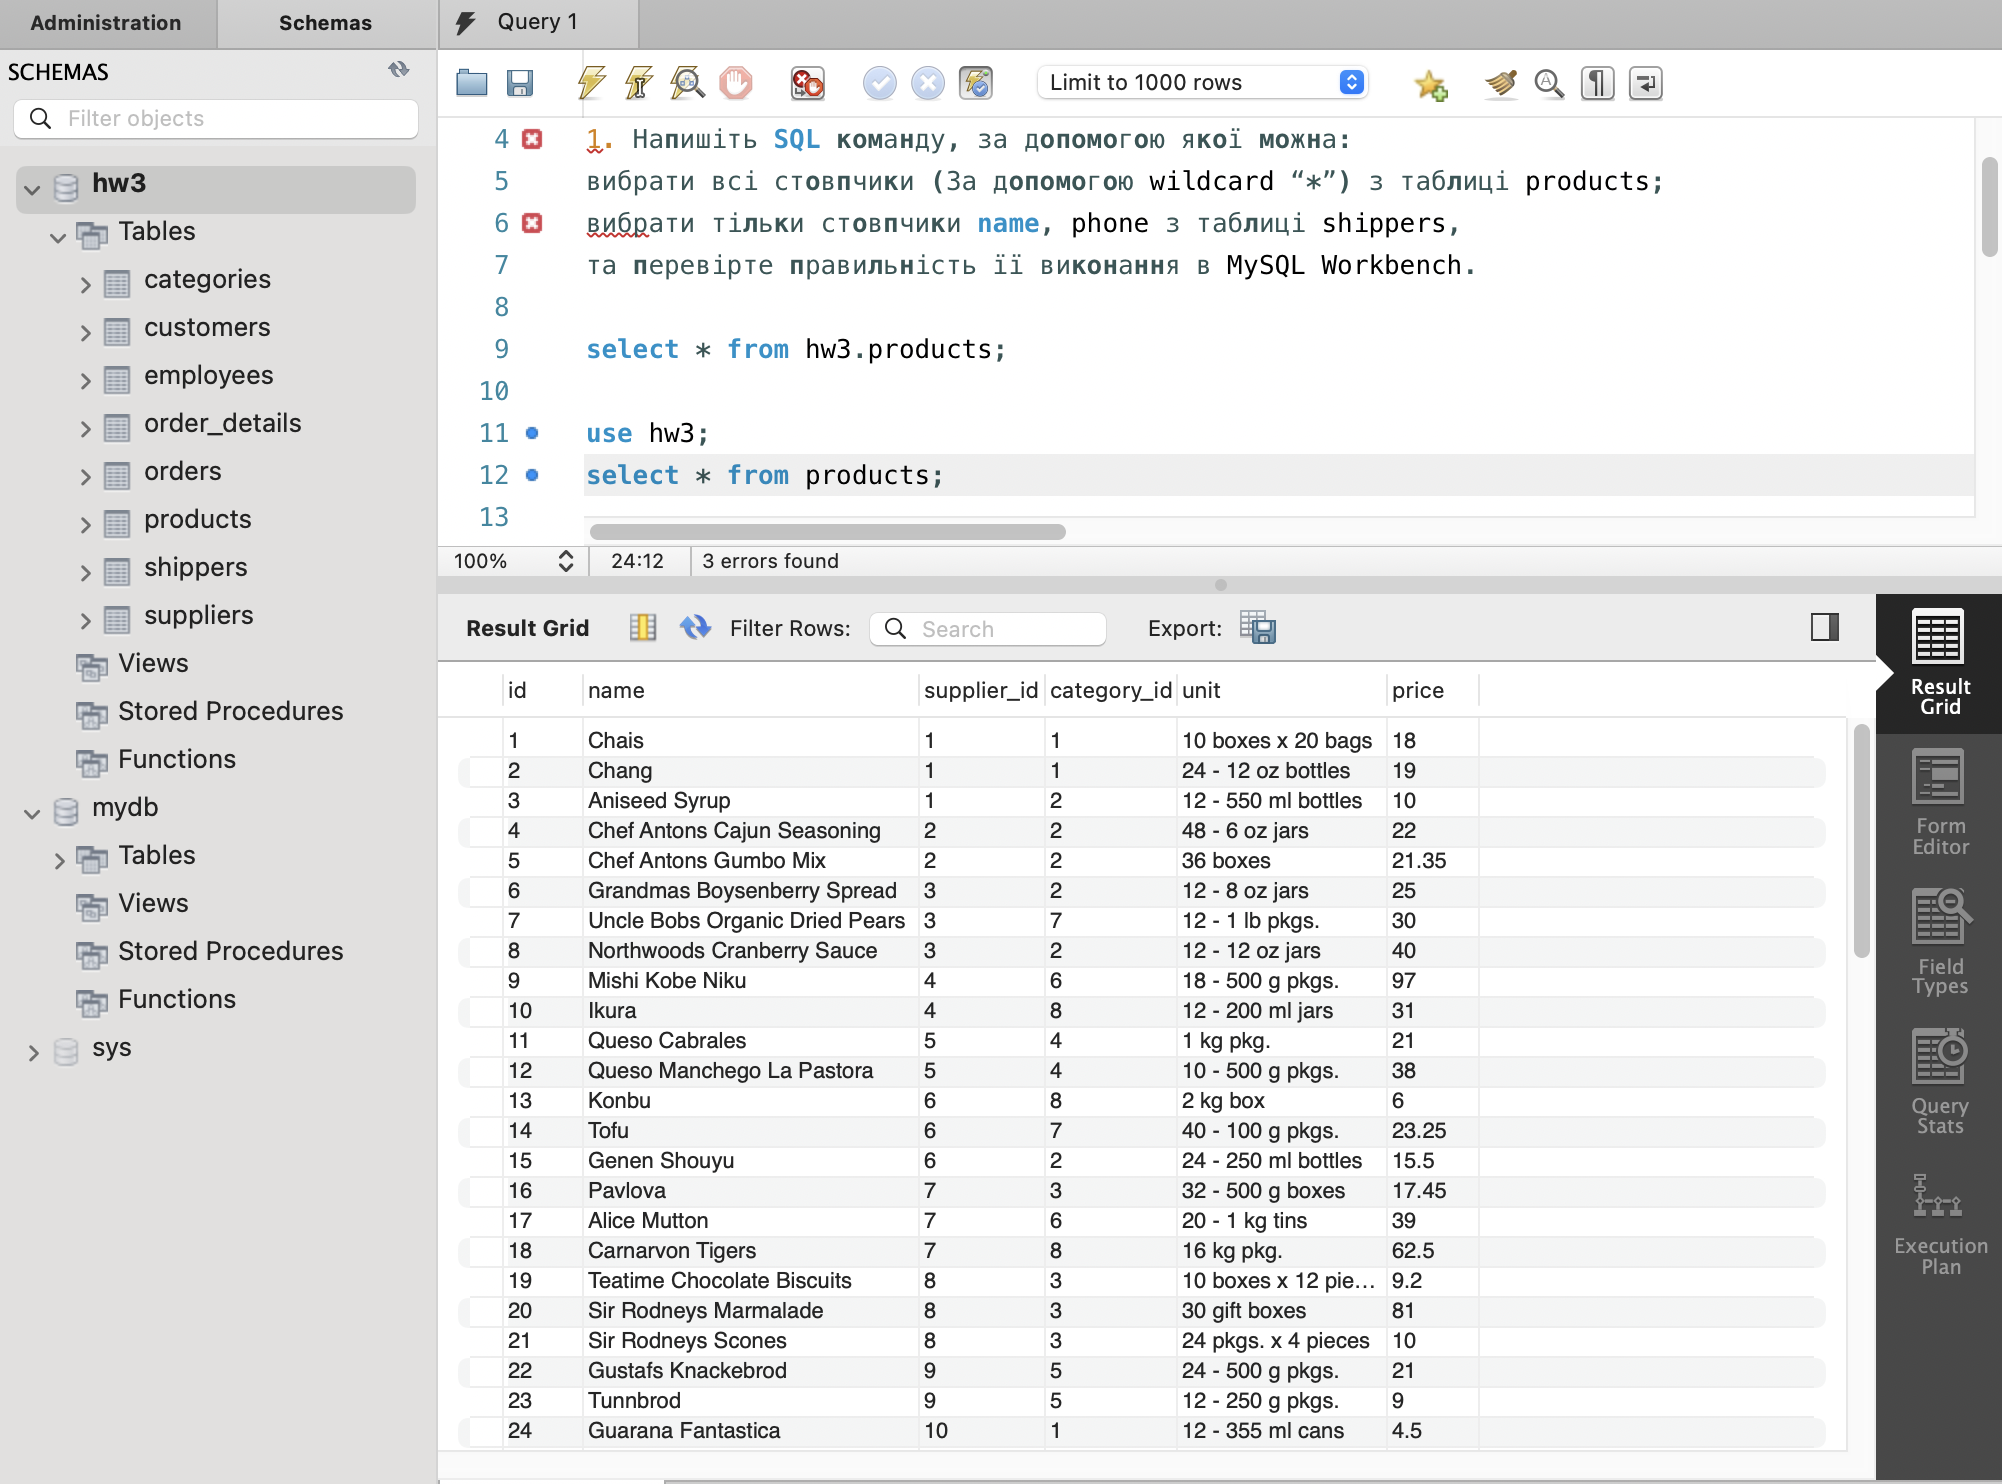 Administration
Schemas
Query 1
SCHEMAS
Filter objects
hw3
Tables
categories
customers
employees
order_details
orders
products
shippers
suppliers
Views
Stored Procedures
Functions
mydb
Tables
Views
Stored Procedures
Functions
sys
Limit to 1000 rows
4 1. Напишіть SQL команду, за допомогою якої можна:
5 вибрати всі стовпчики (За допомогою wildcard “*”) з таблиці products;
6 вибрати тільки стовпчики name, phone з таблиці shippers,
7 та перевірте правильність її виконання в MySQL Workbench.
8
9 select * from hw3.products;
10
11 use hw3;
12 select * from products;
13
100% 24:12 3 errors found
Result Grid Filter Rows: Search Export:
id name supplier_id category_id unit price
1 Chais 1 1 10 boxes x 20 bags 18
2 Chang 1 1 24 - 12 oz bottles 19
3 Aniseed Syrup 1 2 12 - 550 ml bottles 10
4 Chef Antons Cajun Seasoning 2 2 48 - 6 oz jars 22
5 Chef Antons Gumbo Mix 2 2 36 boxes 21.35
6 Grandmas Boysenberry Spread 3 2 12 - 8 oz jars 25
7 Uncle Bobs Organic Dried Pears 3 7 12 - 1 lb pkgs. 30
8 Northwoods Cranberry Sauce 3 2 12 - 12 oz jars 40
9 Mishi Kobe Niku 4 6 18 - 500 g pkgs. 97
10 Ikura 4 8 12 - 200 ml jars 31
11 Queso Cabrales 5 4 1 kg pkg. 21
12 Queso Manchego La Pastora 5 4 10 - 500 g pkgs. 38
13 Konbu 6 8 2 kg box 6
14 Tofu 6 7 40 - 100 g pkgs. 23.25
15 Genen Shouyu 6 2 24 - 250 ml bottles 15.5
16 Pavlova 7 3 32 - 500 g boxes 17.45
17 Alice Mutton 7 6 20 - 1 kg tins 39
18 Carnarvon Tigers 7 8 16 kg pkg. 62.5
19 Teatime Chocolate Biscuits 8 3 10 boxes x 12 pie... 9.2
20 Sir Rodneys Marmalade 8 3 30 gift boxes 81
21 Sir Rodneys Scones 8 3 24 pkgs. x 4 pieces 10
22 Gustafs Knackebrod 9 5 24 - 500 g pkgs. 21
23 Tunnbrod 9 5 12 - 250 g pkgs. 9
24 Guarana Fantastica 10 1 12 - 355 ml cans 4.5
Result
Grid
Form
Editor
Field
Types
Query
Stats
Execution
Plan